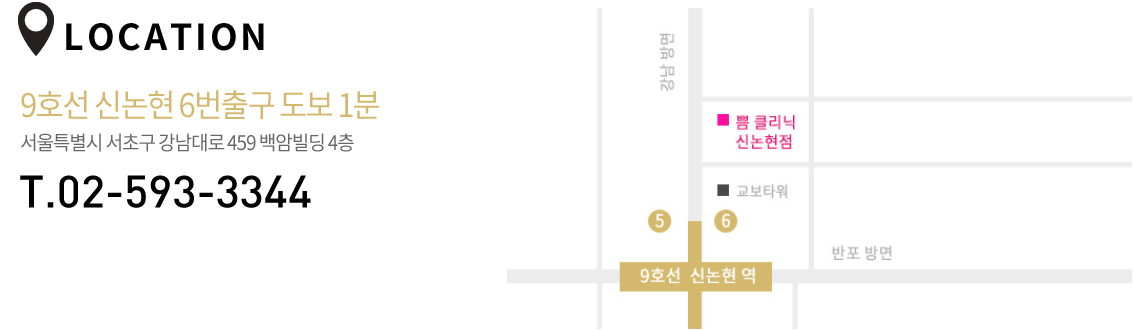 LOCATION
9호선 신논현 6번출구 도보 1분
서울특별시 서초구 강남대로 459 백암빌딩 4층
T.02-593-3344
강남 방면
쁨 클리닉
신논현점
교보타워
5
6
반포 방면
9호선 신논현 역